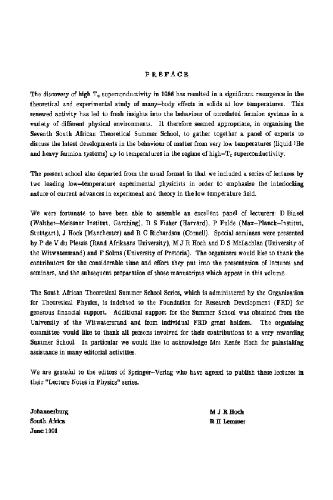 PREFACE
The discovery of high Tc superconductivity in 1986 has resulted in a significant resurgence in the
theoretical and experimental study of many-body effects in solids at low temperatures. This
renewed activity has led to fresh insights into the behaviour of correlated fermion systems in a
variety of different physical environments. It therefore seemed appropriate, in organising the
Seventh South African Theoretical Summer School, to gather together a panel of experts to
discuss the latest developments in the behaviour of matter from very low temperatures (liquid 3He
and heavy fermion systems) up to temperatures in the regime of high-Tc superconductivity.
The present school also departed from the usual format in that we included a series of lectures by
two leading low-temperature experimental physicists in order to emphasise the interlocking
nature of current advances in experiment and theory in the low temperature field.
We were fortunate to have been able to assemble an excellent panel of lecturers: D Einzel
(Walther-Meissner Institut, Garching), D S Fisher (Harvard), P Fulde (Max-Planck-Institut,
Stuttgart), J Hook (Manchester) and R C Richardson (Cornell). Special seminars were presented
by P de V du Plessis (Rand Afrikaans University), M J R Hoch and D S McLachlan (University of
the Witwatersrand) and P Selyns (University of Pretoria). The organisers would like to thank the
contributors for the considerable time and effort they put into the presentation of lectures and
seminars, and the subsequent preparation of those manuscripts which appear in this volume.
The South African Theoretical Summer School Series, which is administered by the Organisation
for Theoretical Physics, is indebted to the Foundation for Research Development (FRD) for
generous financial support. Additional support for the Summer School was obtained from the
University of the Witwatersrand and from individual FRD grant holders. The organising
committee would like to thank all persons involved for their contributions to a very rewarding
Summer School. In particular we would like to acknowledge Mrs Renée Hoch for painstaking
assistance in many editorial activities.
We are grateful to the editors of Springer-Verlag who have agreed to publish these lectures in
their "Lecture Notes in Physics" series.
Johannesburg
South Africa
June 1991
M J R Hoch
R H Lemmer